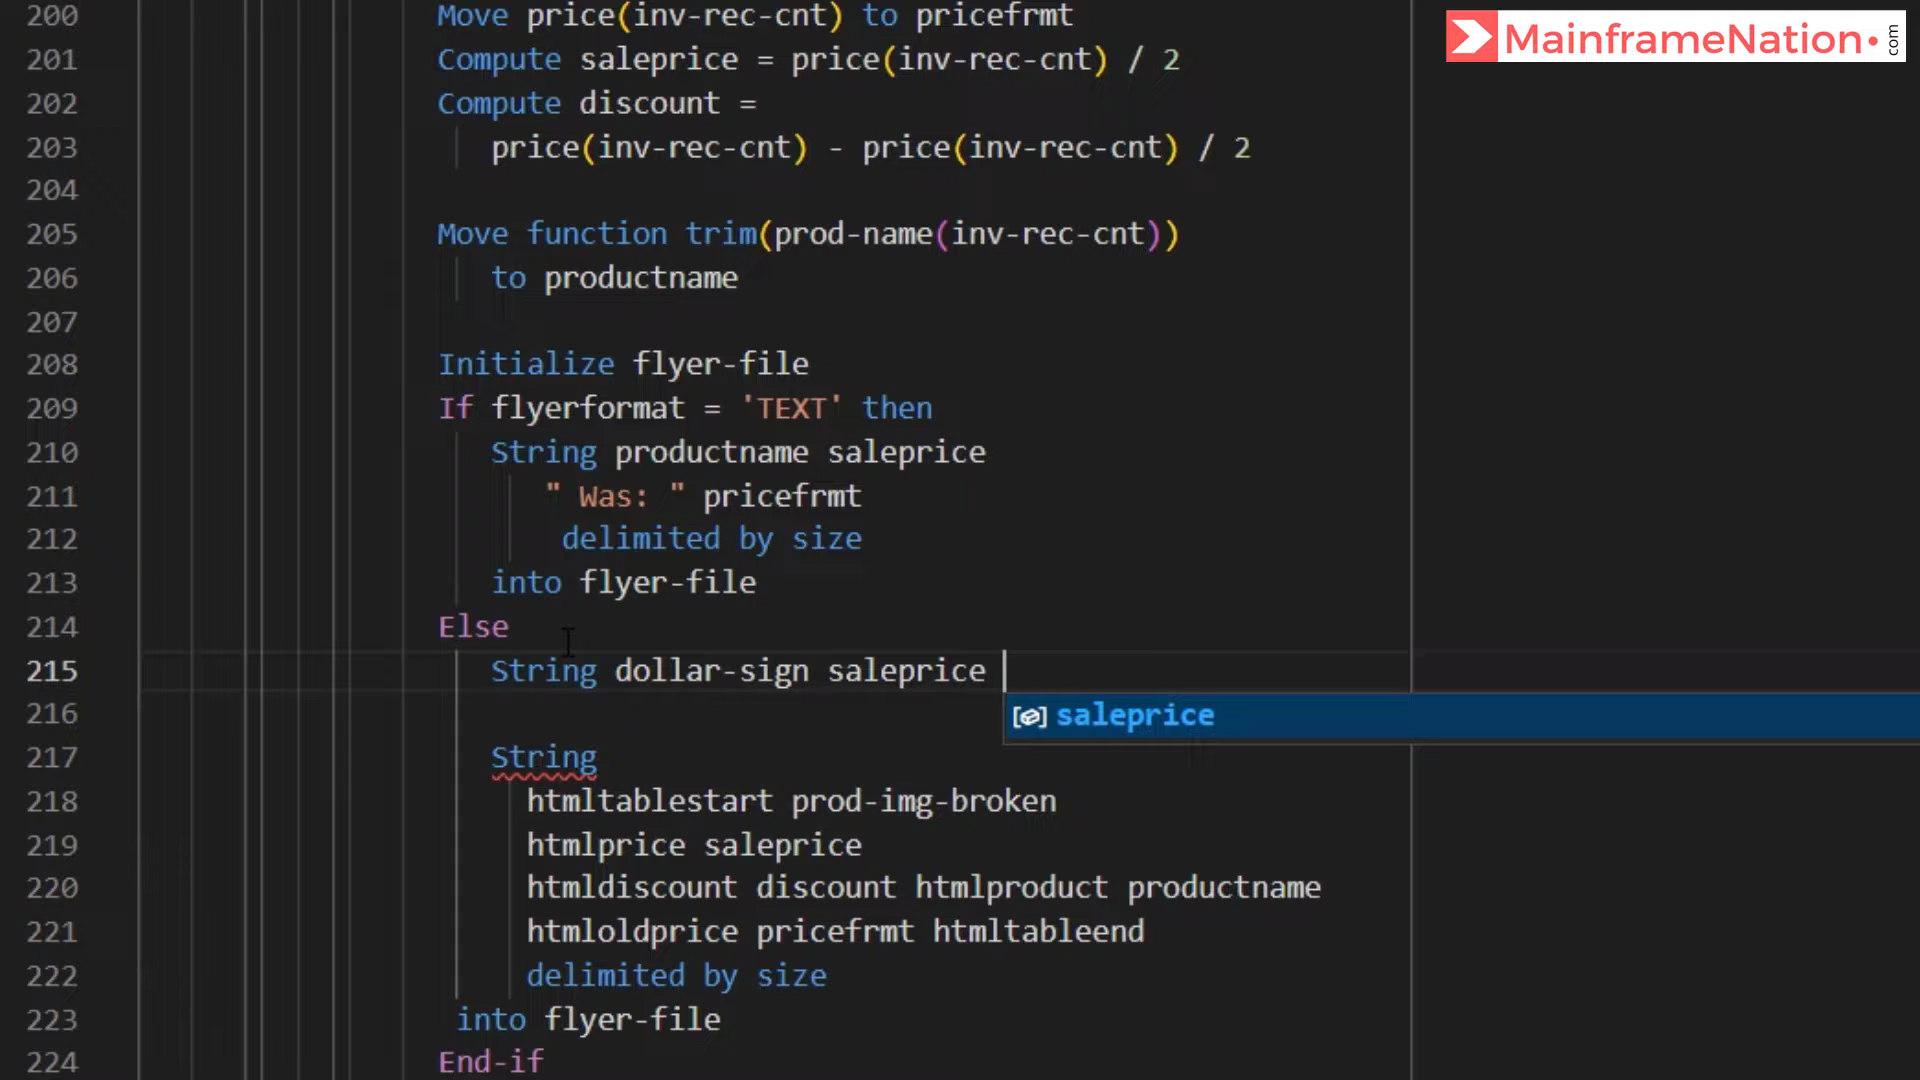 MainframeNation.com
200 Move price(inv-rec-cnt) to pricefrmt
201 Compute saleprice = price(inv-rec-cnt) / 2
202 Compute discount =
203 price(inv-rec-cnt) - price(inv-rec-cnt) / 2
204
205 Move function trim(prod-name(inv-rec-cnt))
206 to productname
207
208 Initialize flyer-file
209 If flyerformat = 'TEXT' then
210 String productname saleprice
211 " Was: " pricefrmt
212 delimited by size
213 into flyer-file
214 Else
215 String dollar-sign saleprice
216 saleprice
217 String
218 htmltablestart prod-img-broken
219 htmlprice saleprice
220 htmldiscount discount htmlproduct productname
221 htmloldprice pricefrmt htmltableend
222 delimited by size
223 into flyer-file
224 End-if